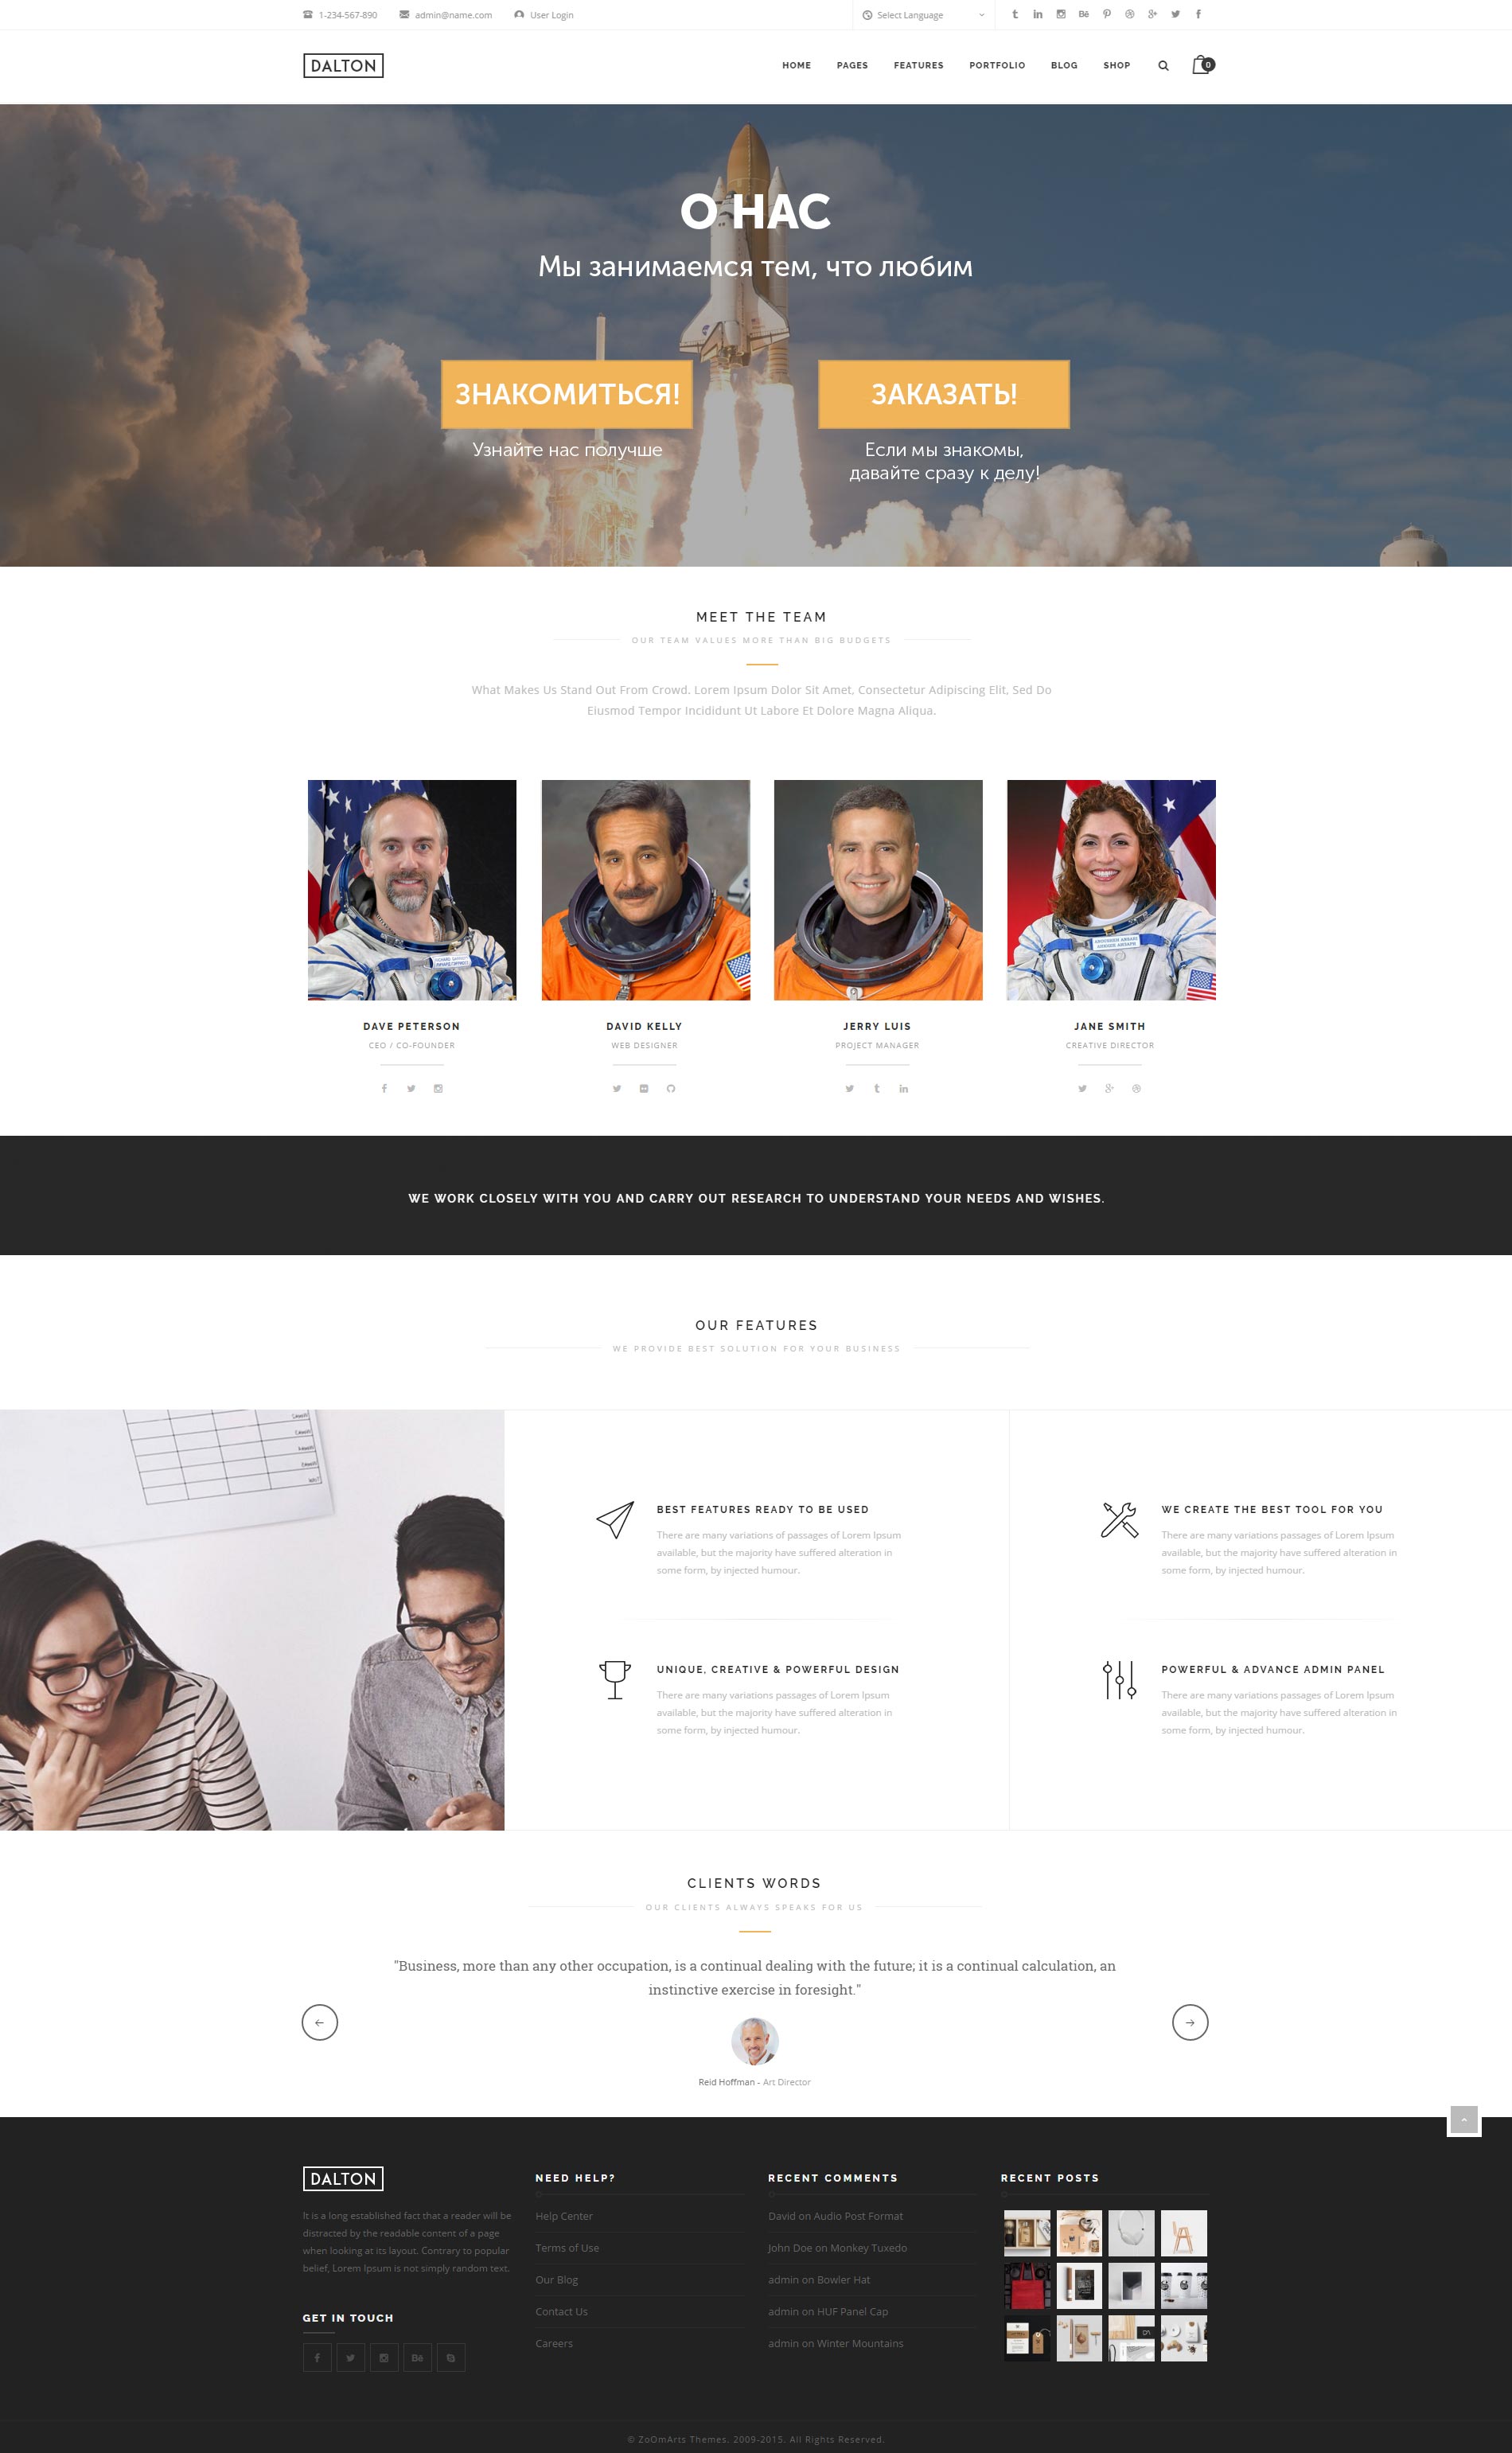 1-234-567-890 admin@name.com User Login Select Language
DALTON HOME PAGES FEATURES PORTFOLIO BLOG SHOP 0
О НАС
Мы занимаемся тем, что любим
ЗНАКОМИТЬСЯ!
Узнайте нас получше
ЗАКАЗАТЬ!
Если мы знакомы,
давайте сразу к делу!
MEET THE TEAM
OUR TEAM VALUES MORE THAN BIG BUDGETS
What Makes Us Stand Out From Crowd. Lorem Ipsum Dolor Sit Amet, Consectetur Adipiscing Elit, Sed Do
Eiusmod Tempor Incididunt Ut Labore Et Dolore Magna Aliqua.
DAVE PETERSON
CEO / CO-FOUNDER
DAVID KELLY
WEB DESIGNER
JERRY LUIS
PROJECT MANAGER
JANE SMITH
CREATIVE DIRECTOR
WE WORK CLOSELY WITH YOU AND CARRY OUT RESEARCH TO UNDERSTAND YOUR NEEDS AND WISHES.
OUR FEATURES
WE PROVIDE BEST SOLUTION FOR YOUR BUSINESS
BEST FEATURES READY TO BE USED
There are many variations of passages of Lorem Ipsum
available, but the majority have suffered alteration in
some form, by injected humour.
WE CREATE THE BEST TOOL FOR YOU
There are many variations passages of Lorem Ipsum
available, but the majority have suffered alteration in
some form, by injected humour.
UNIQUE, CREATIVE & POWERFUL DESIGN
There are many variations passages of Lorem Ipsum
available, but the majority have suffered alteration in
some form, by injected humour.
POWERFUL & ADVANCE ADMIN PANEL
There are many variations passages of Lorem Ipsum
available, but the majority have suffered alteration in
some form, by injected humour.
CLIENTS WORDS
OUR CLIENTS ALWAYS SPEAKS FOR US
"Business, more than any other occupation, is a continual dealing with the future; it is a continual calculation, an
instinctive exercise in foresight."
Reid Hoffman - Art Director
DALTON
It is a long established fact that a reader will be
distracted by the readable content of a page
when looking at its layout. Contrary to popular
belief, Lorem Ipsum is not simply random text.
GET IN TOUCH
NEED HELP?
Help Center
Terms of Use
Our Blog
Contact Us
Careers
RECENT COMMENTS
David on Audio Post Format
John Doe on Monkey Tuxedo
admin on Bowler Hat
admin on HUF Panel Cap
admin on Winter Mountains
RECENT POSTS
© ZoOmArts Themes. 2009-2015. All Rights Reserved.